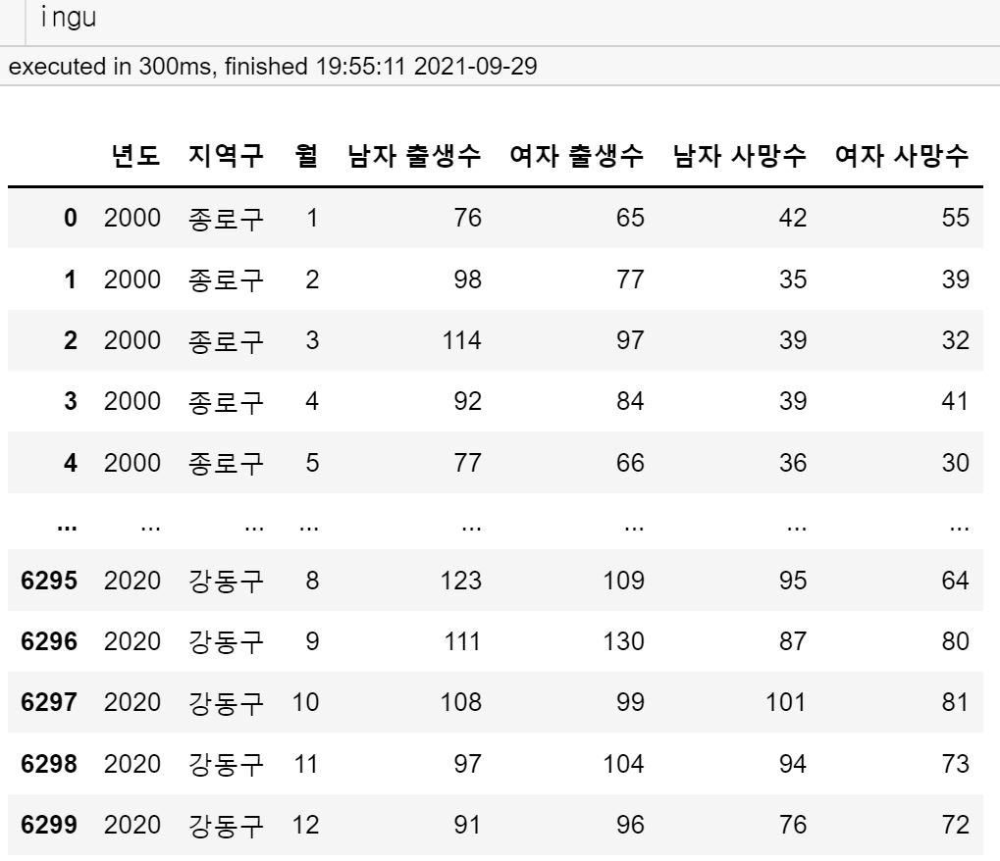 ingu
executed in 300ms, finished 19:55:11 2021-09-29
년도 지역구 월 남자 출생수 여자 출생수 남자 사망수 여자 사망수
0 2000 종로구 1 76 65 42 55
1 2000 종로구 2 98 77 35 39
2 2000 종로구 3 114 97 39 32
3 2000 종로구 4 92 84 39 41
4 2000 종로구 5 77 66 36 30
... ... ... ... ... ... ... ...
6295 2020 강동구 8 123 109 95 64
6296 2020 강동구 9 111 130 87 80
6297 2020 강동구 10 108 99 101 81
6298 2020 강동구 11 97 104 94 73
6299 2020 강동구 12 91 96 76 72